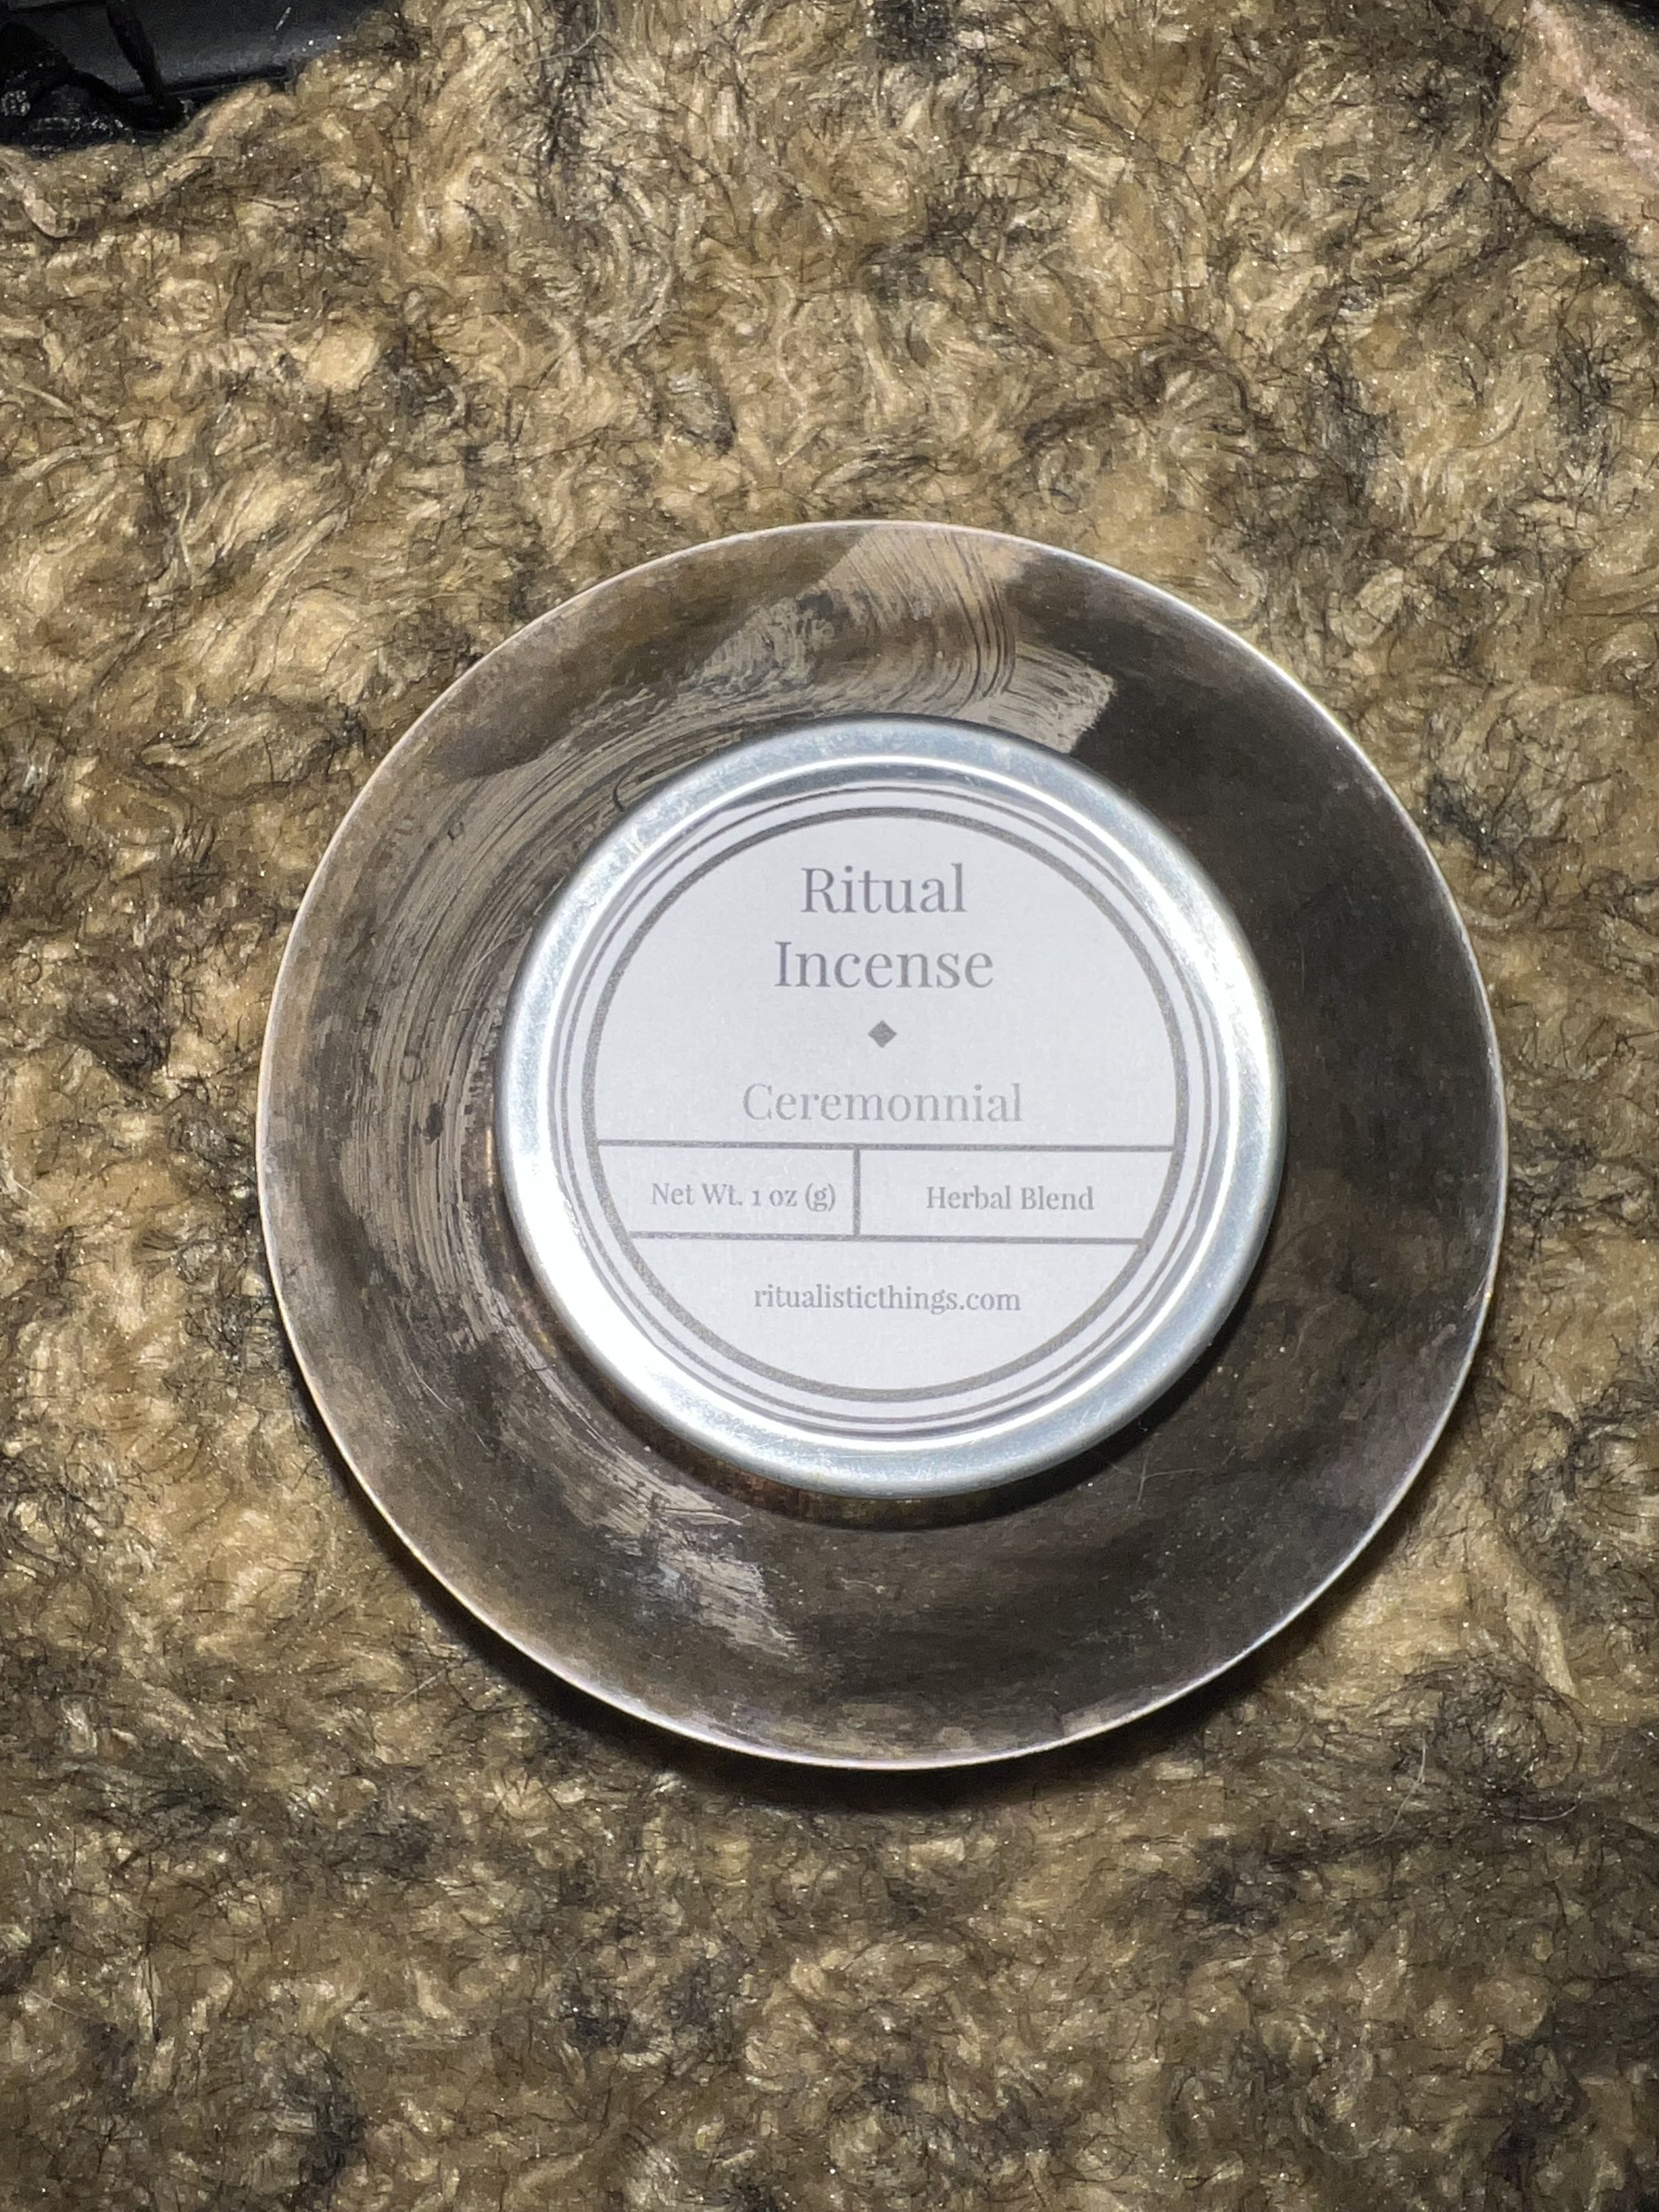 Ritual
Incense
Ceremonnial
Net Wt. 1 oz (g)
Herbal Blend
ritualisticthings.com